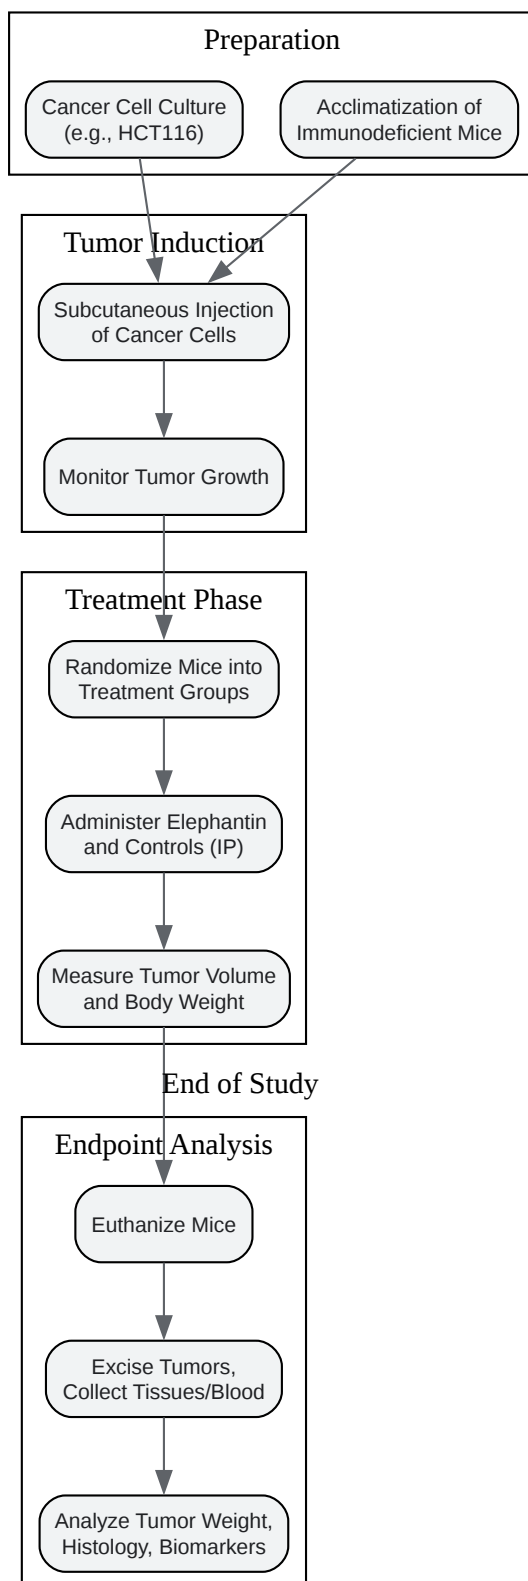 Preparation
Cancer Cell Culture
(e.g., HCT116)
Acclimatization of
Immunodeficient Mice
Tumor Induction
Subcutaneous Injection
of Cancer Cells
Monitor Tumor Growth
Treatment Phase
Randomize Mice into
Treatment Groups
Administer Elephantin
and Controls (IP)
Measure Tumor Volume
and Body Weight
End of Study
Endpoint Analysis
Euthanize Mice
Excise Tumors,
Collect Tissues/Blood
Analyze Tumor Weight,
Histology, Biomarkers